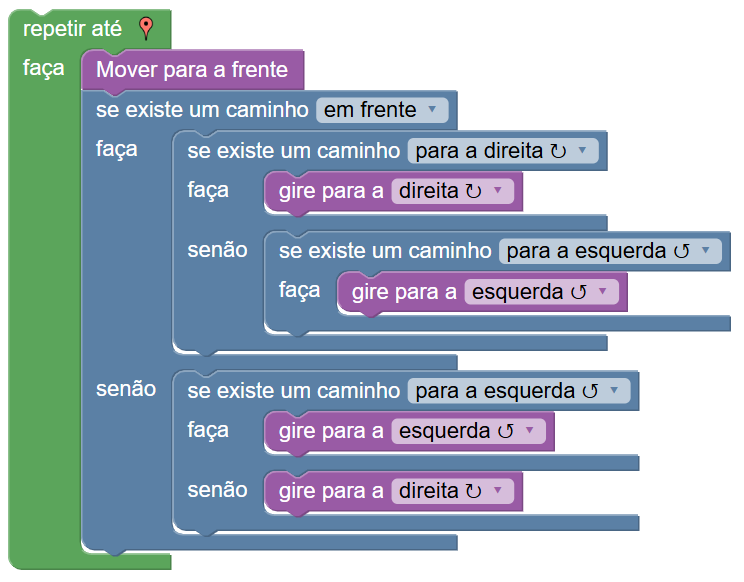 repetir até
faça Mover para a frente
se existe um caminho em frente
faça se existe um caminho para a direita ↻
faça gire para a direita ↻
senão se existe um caminho para a esquerda ↺
faça gire para a esquerda ↺
senão se existe um caminho para a esquerda ↺
faça gire para a esquerda ↺
senão gire para a direita ↻